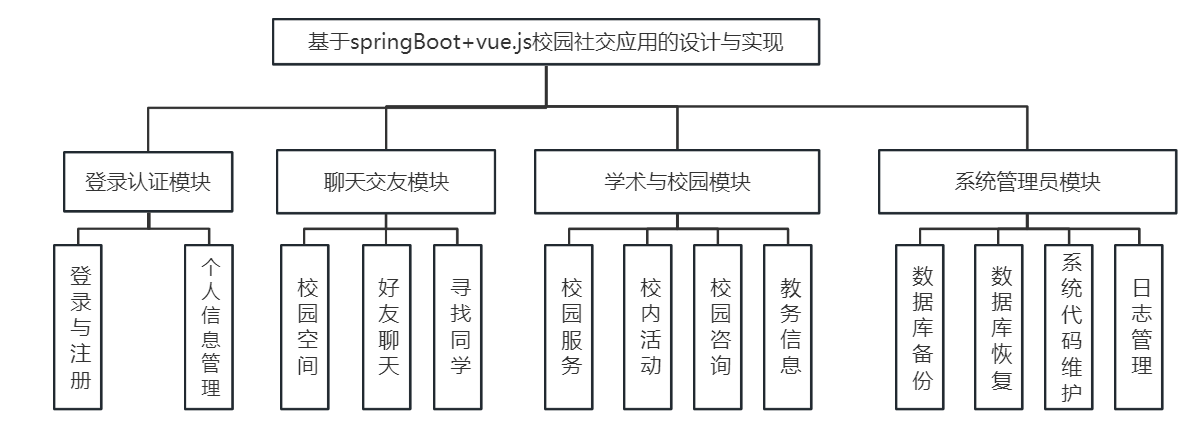 基于springBoot+vue.js校园社交应用的设计与实现
登录认证模块
聊天交友模块
学术与校园模块
系统管理员模块
登录与注册
个人信息管理
校园空间
好友聊天
寻找同学
校园服务
校内活动
校园咨询
教务信息
数据库备份
数据库恢复
系统代码维护
日志管理